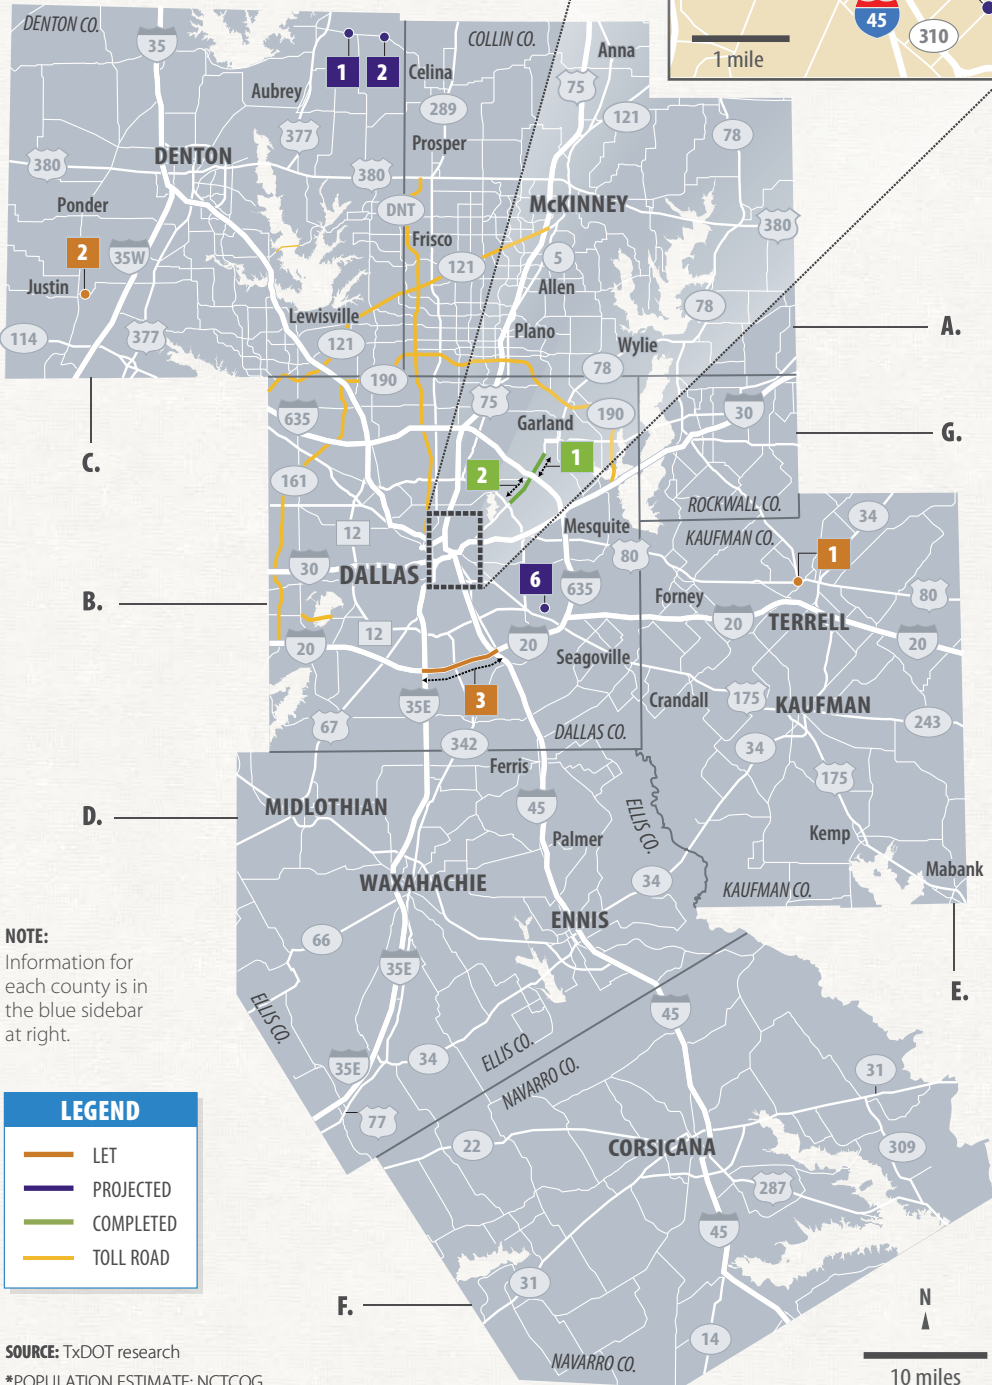 DENTON CO.
35
1
2
Celina
COLLIN CO.
Anna
45
310
1 mile
Aubrey
75
289
121
78
377
Prosper
380
DENTON
380
McKINNEY
Ponder
DNT
380
2
35W
Frisco
121
5
Justin
Allen
78
Lewisville
Plano
A.
114
377
121
Wylie
78
190
75
190
30
635
Garland
G.
C.
1
2
161
ROCKWALL CO.
34
12
Mesquite
KAUFMAN CO.
80
1
30
DALLAS
6
635
Forney
80
B.
12
20
TERRELL
20
20
20
Seagoville
3
Crandall
175
KAUFMAN
35E
67
DALLAS CO.
243
342
34
Ferris
175
MIDLOTHIAN
45
D.
ELLIS CO.
Palmer
Kemp
WAXAHACHIE
34
KAUFMAN CO.
Mabank
ENNIS
NOTE:
Information for
each county is in
the blue sidebar
at right.
66
35E
E.
ELLIS CO.
45
ELLIS CO.
34
NAVARRO CO.
35E
31
77
LEGEND
LET
PROJECTED
COMPLETED
TOLL ROAD
22
CORSICANA
309
287
45
31
F.
N
14
SOURCE: TxDOT research
NAVARRO CO.
10 miles
*POPULATION ESTIMATE: NCTCOG